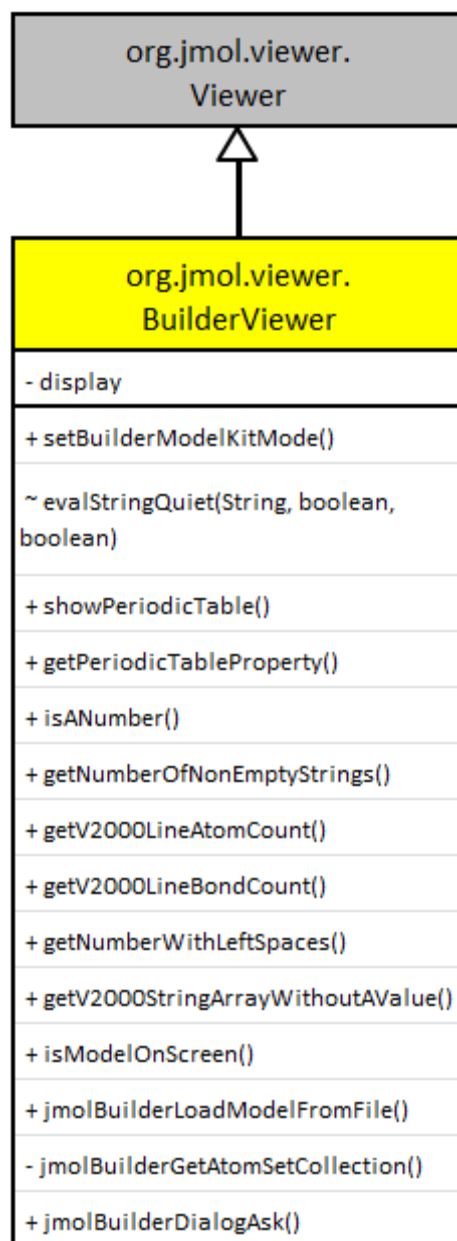 org.jmol.viewer.
Viewer
org.jmol.viewer.
BuilderViewer
- display
+ setBuilderModelKitMode()
~ evalStringQuiet(String, boolean,
boolean)
+ showPeriodicTable()
+ getPeriodicTableProperty()
+ isANumber()
+ getNumberOfNonEmptyStrings()
+ getV2000LineAtomCount()
+ getV2000LineBondCount()
+ getNumberWithLeftSpaces()
+ getV2000StringArrayWithoutAValue()
+ isModelOnScreen()
+ jmolBuilderLoadModelFromFile()
- jmolBuilderGetAtomSetCollection()
+ jmolBuilderDialogAsk()